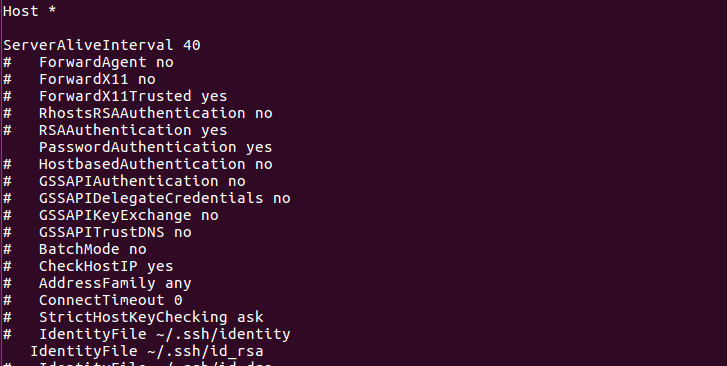 Host *
ServerAliveInterval 40
#   ForwardAgent no
#   ForwardX11 no
#   ForwardX11Trusted yes
#   RhostsRSAAuthentication no
#   RSAAuthentication yes
    PasswordAuthentication yes
#   HostbasedAuthentication no
#   GSSAPIAuthentication no
#   GSSAPIDelegateCredentials no
#   GSSAPIKeyExchange no
#   GSSAPITrustDNS no
#   BatchMode no
#   CheckHostIP yes
#   AddressFamily any
#   ConnectTimeout 0
#   StrictHostKeyChecking ask
#   IdentityFile ~/.ssh/identity
   IdentityFile ~/.ssh/id_rsa